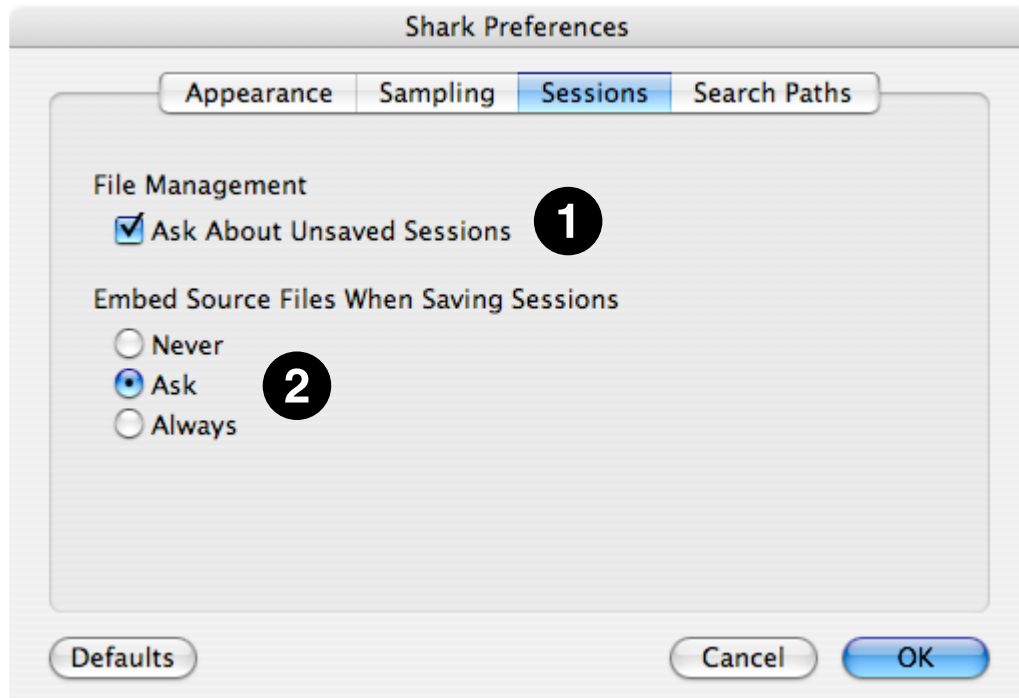 Shark Preferences
Appearance Sampling Sessions Search Paths
File Management
Ask About Unsaved Sessions 1
Embed Source Files When Saving Sessions
Never
Ask 2
Always
Defaults Cancel OK